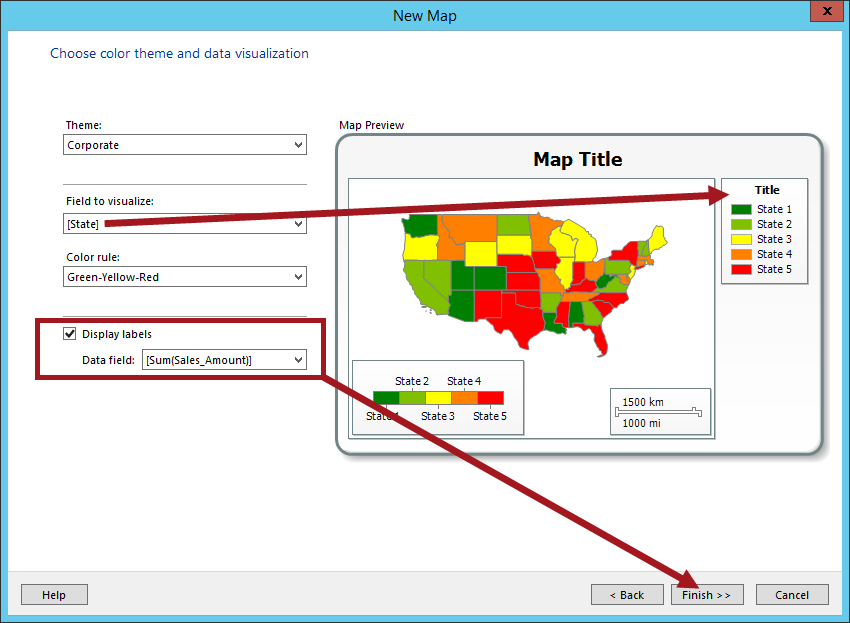 New Map
x
Choose color theme and data visualization
Theme:
Corporate
Field to visualize:
[State]
Color rule:
Green-Yellow-Red
Display labels
Data field:
[Sum(Sales_Amount)]
Map Preview
Map Title
Title
State 1
State 2
State 3
State 4
State 5
State 2 State 4
State 3 State 5
1500 km
1000 mi
Help
< Back
Finish >>
Cancel